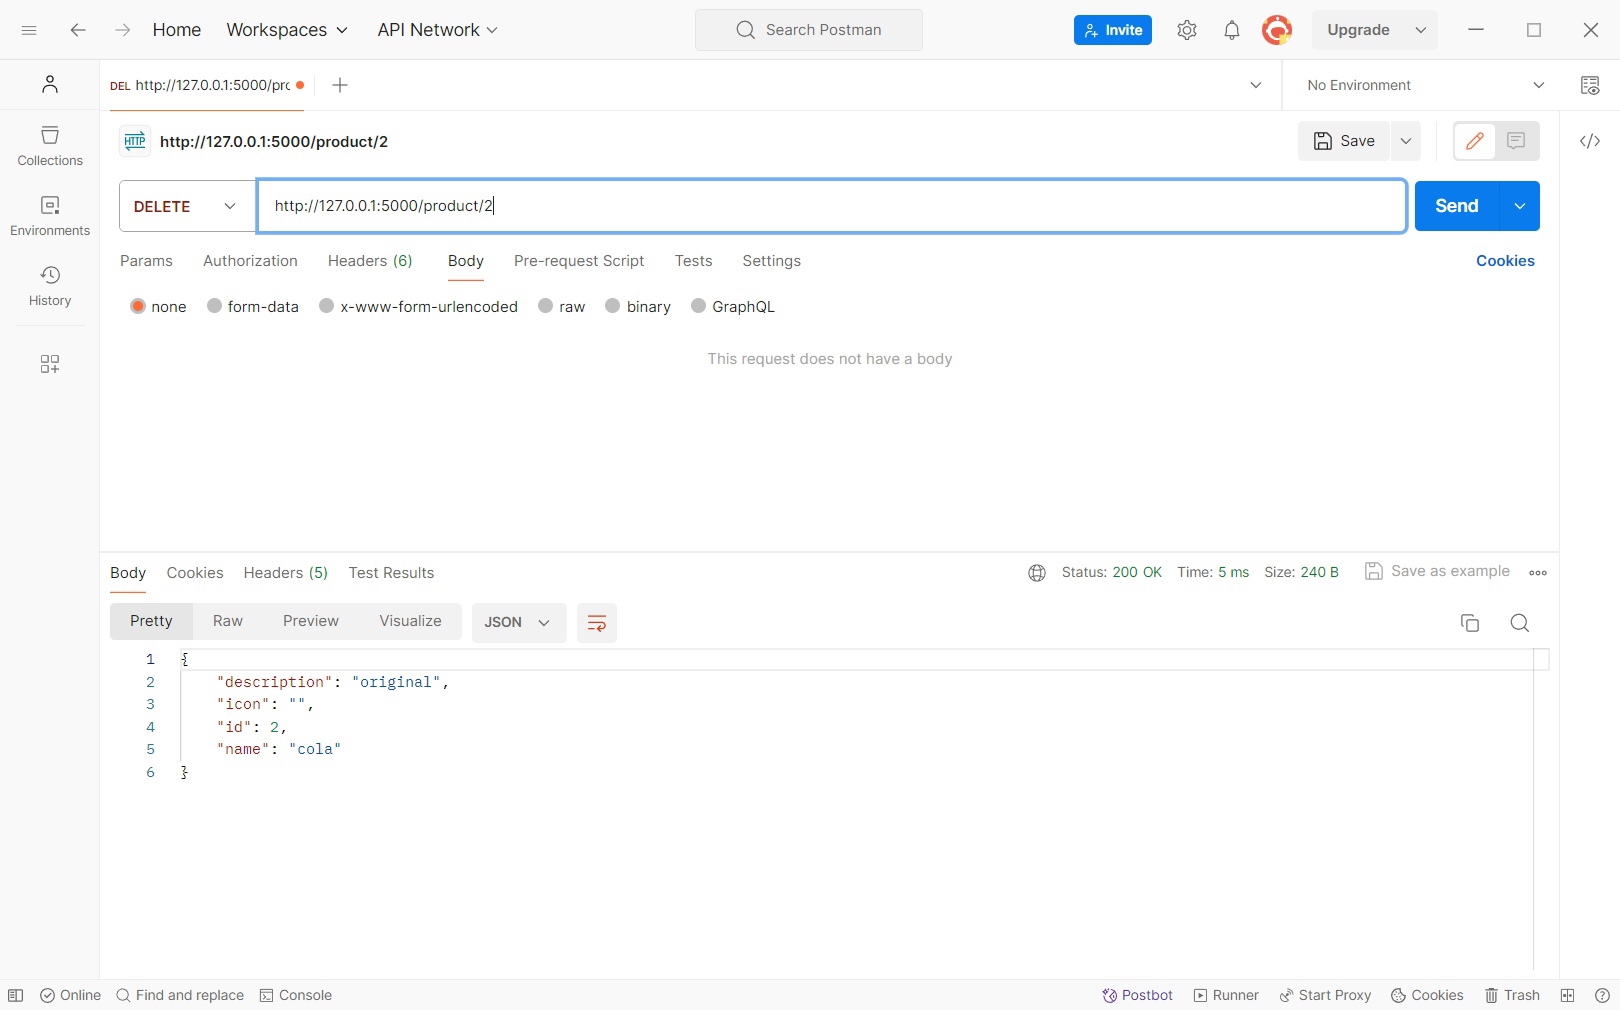 Home Workspaces API Network Search Postman Invite Upgrade
DEL http://127.0.0.1:5000/prc No Environment
HTTP http://127.0.0.1:5000/product/2 Save
Collections
DELETE http://127.0.0.1:5000/product/2 Send
Environments
Params Authorization Headers (6) Body Pre-request Script Tests Settings Cookies
History
none form-data x-www-form-urlencoded raw binary GraphQL
This request does not have a body
Body Cookies Headers (5) Test Results Status: 200 OK Time: 5 ms Size: 240 B Save as example
Pretty Raw Preview Visualize JSON
1 {
2 "description": "original",
3 "icon": "",
4 "id": 2,
5 "name": "cola"
6 }
Online Find and replace Console Postbot Runner Start Proxy Cookies Trash